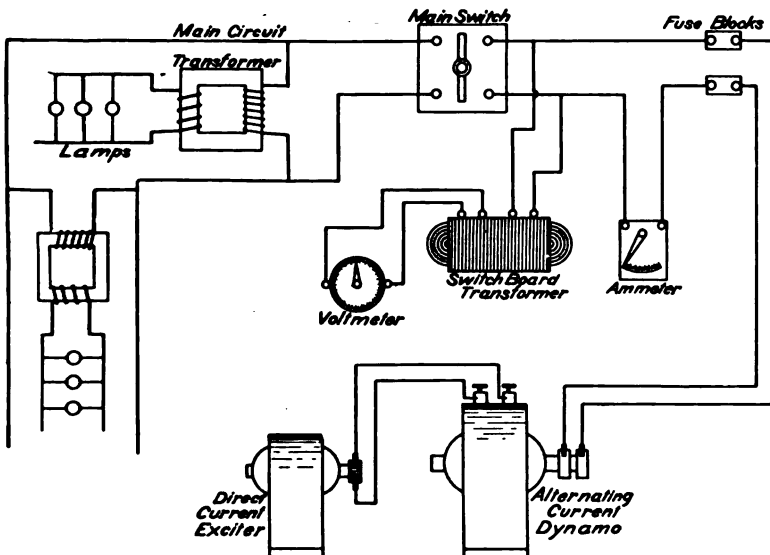 Main Switch
Fuse Blocks
Main Circuit
Transformer
Lamps
Switch Board
Transformer
Voltmeter
Ammeter
Direct
Current
Exciter
Alternating
Current
Dynamo